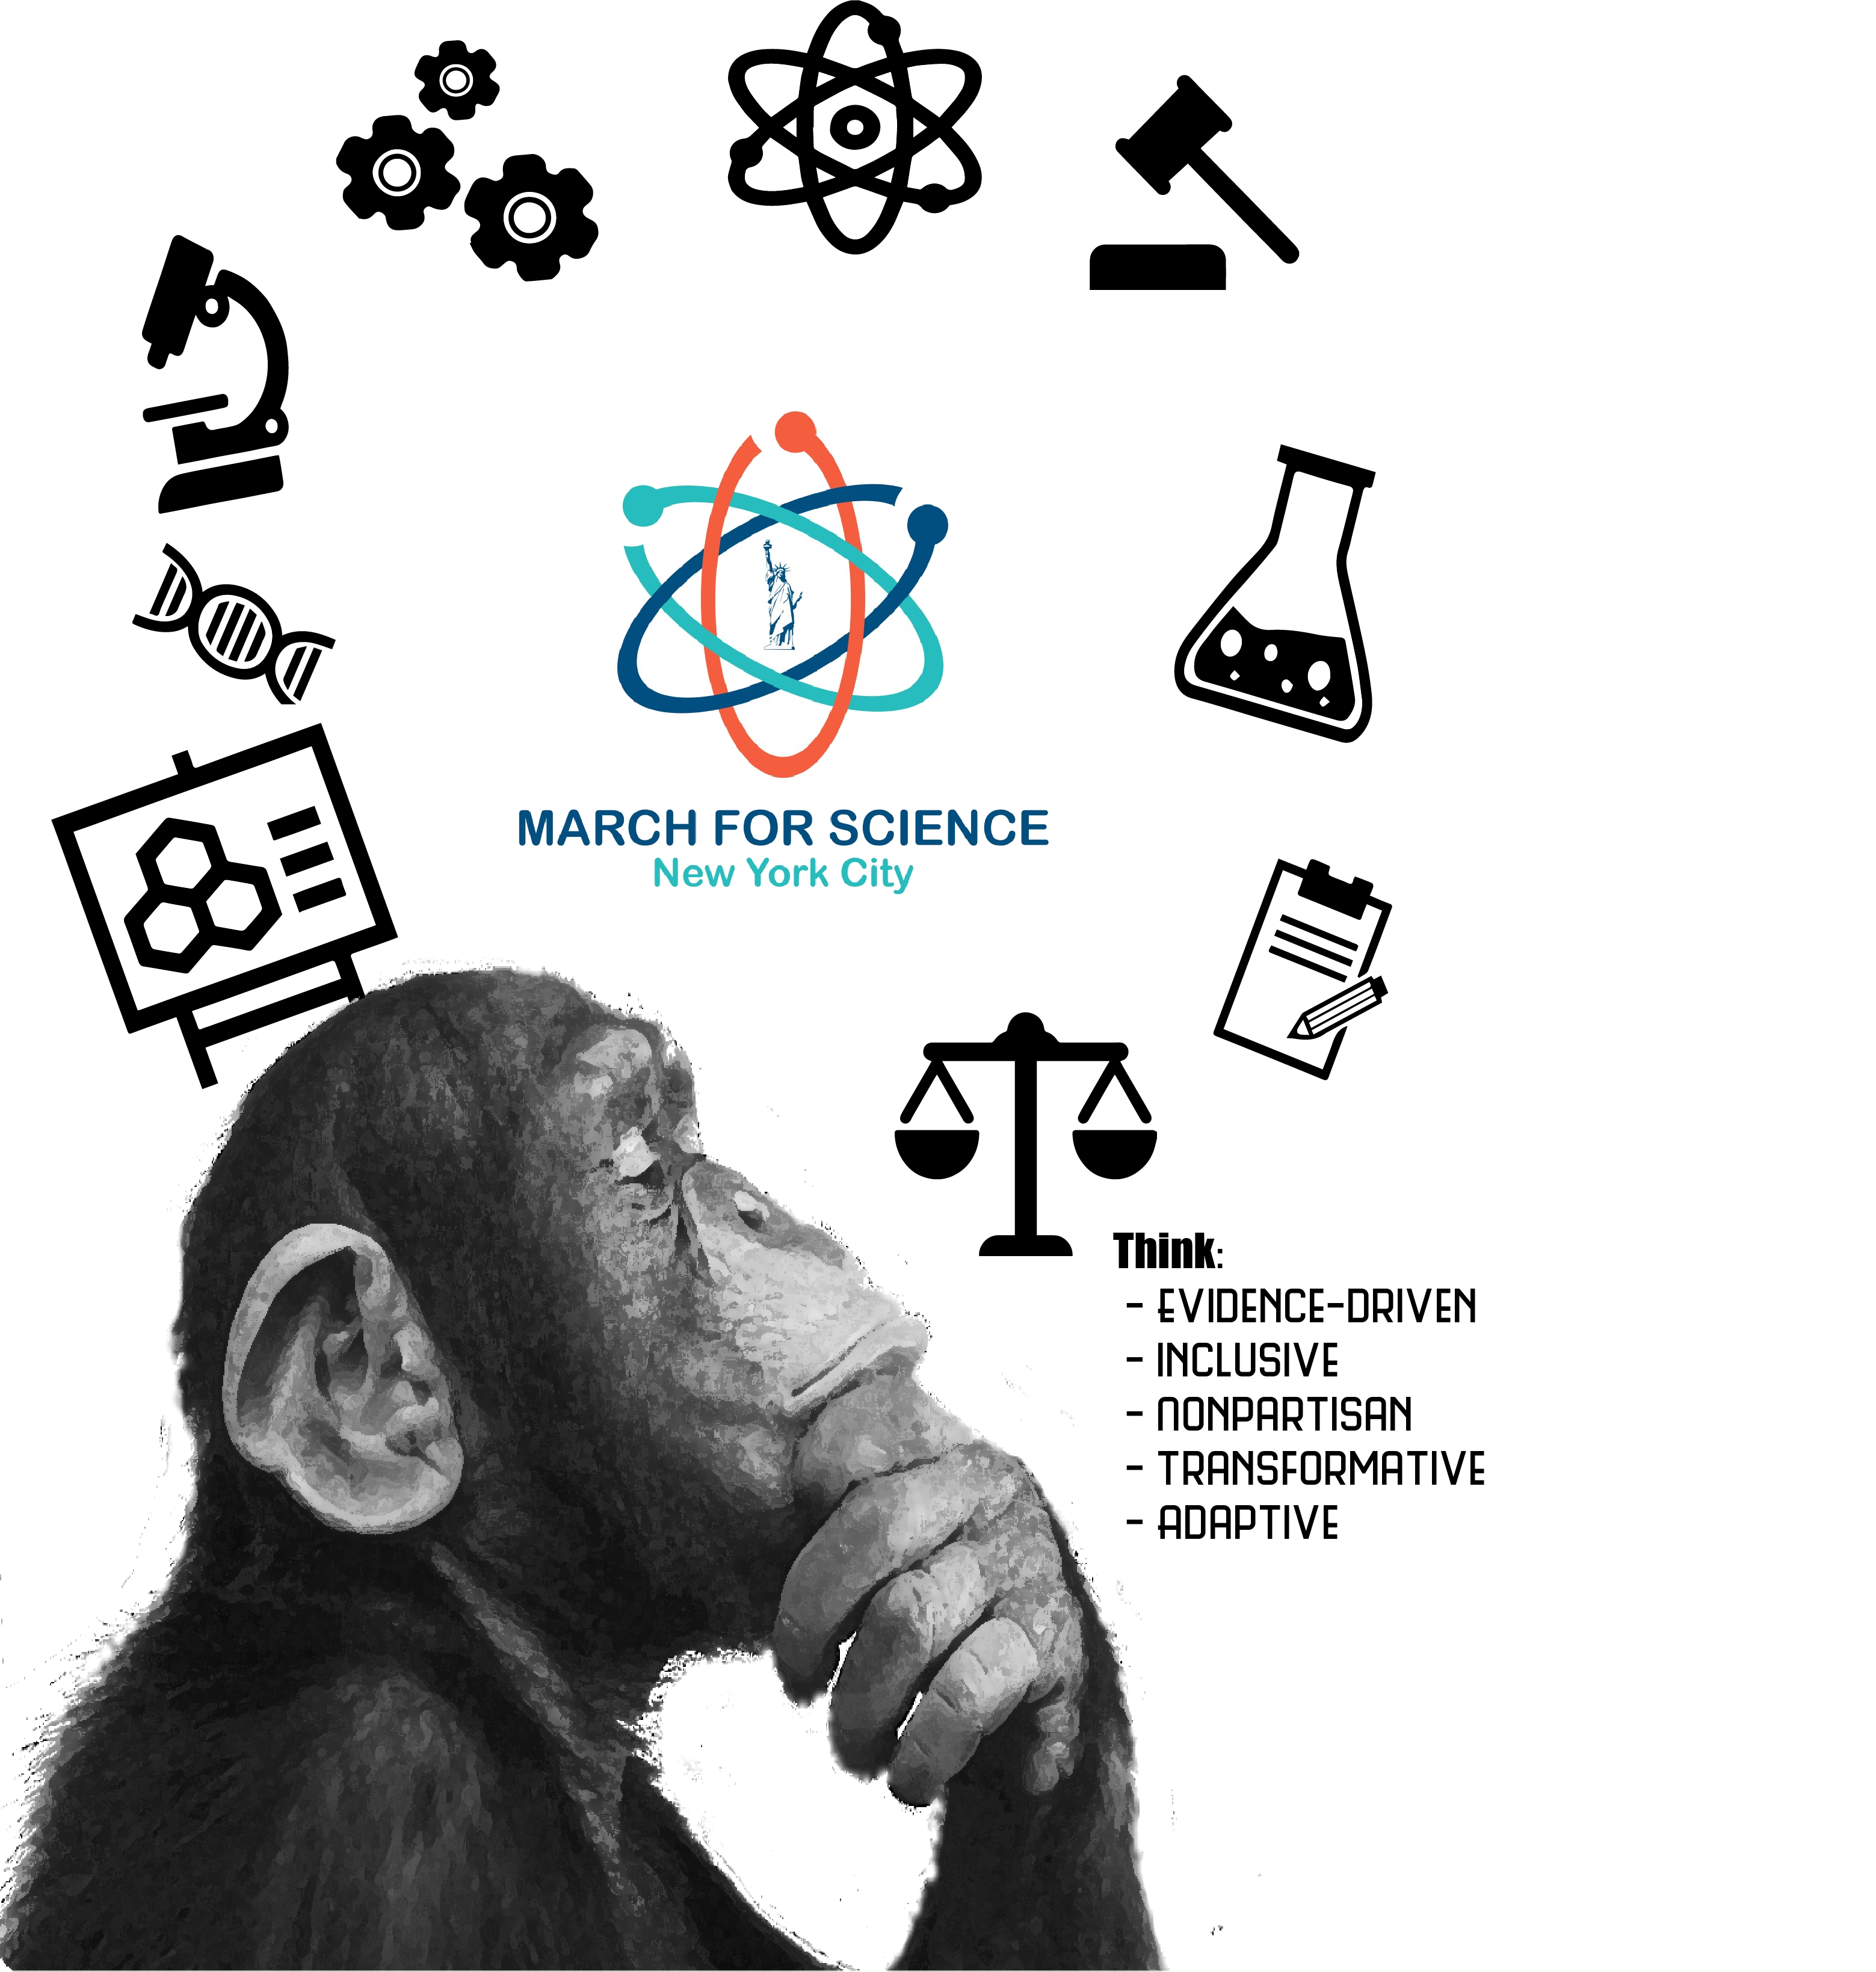 MARCH FOR SCIENCE
New York City
Think:
- EVIDENCE-DRIVEN
- INCLUSIVE
- NONPARTISAN
- TRANSFORMATIVE
- ADAPTIVE